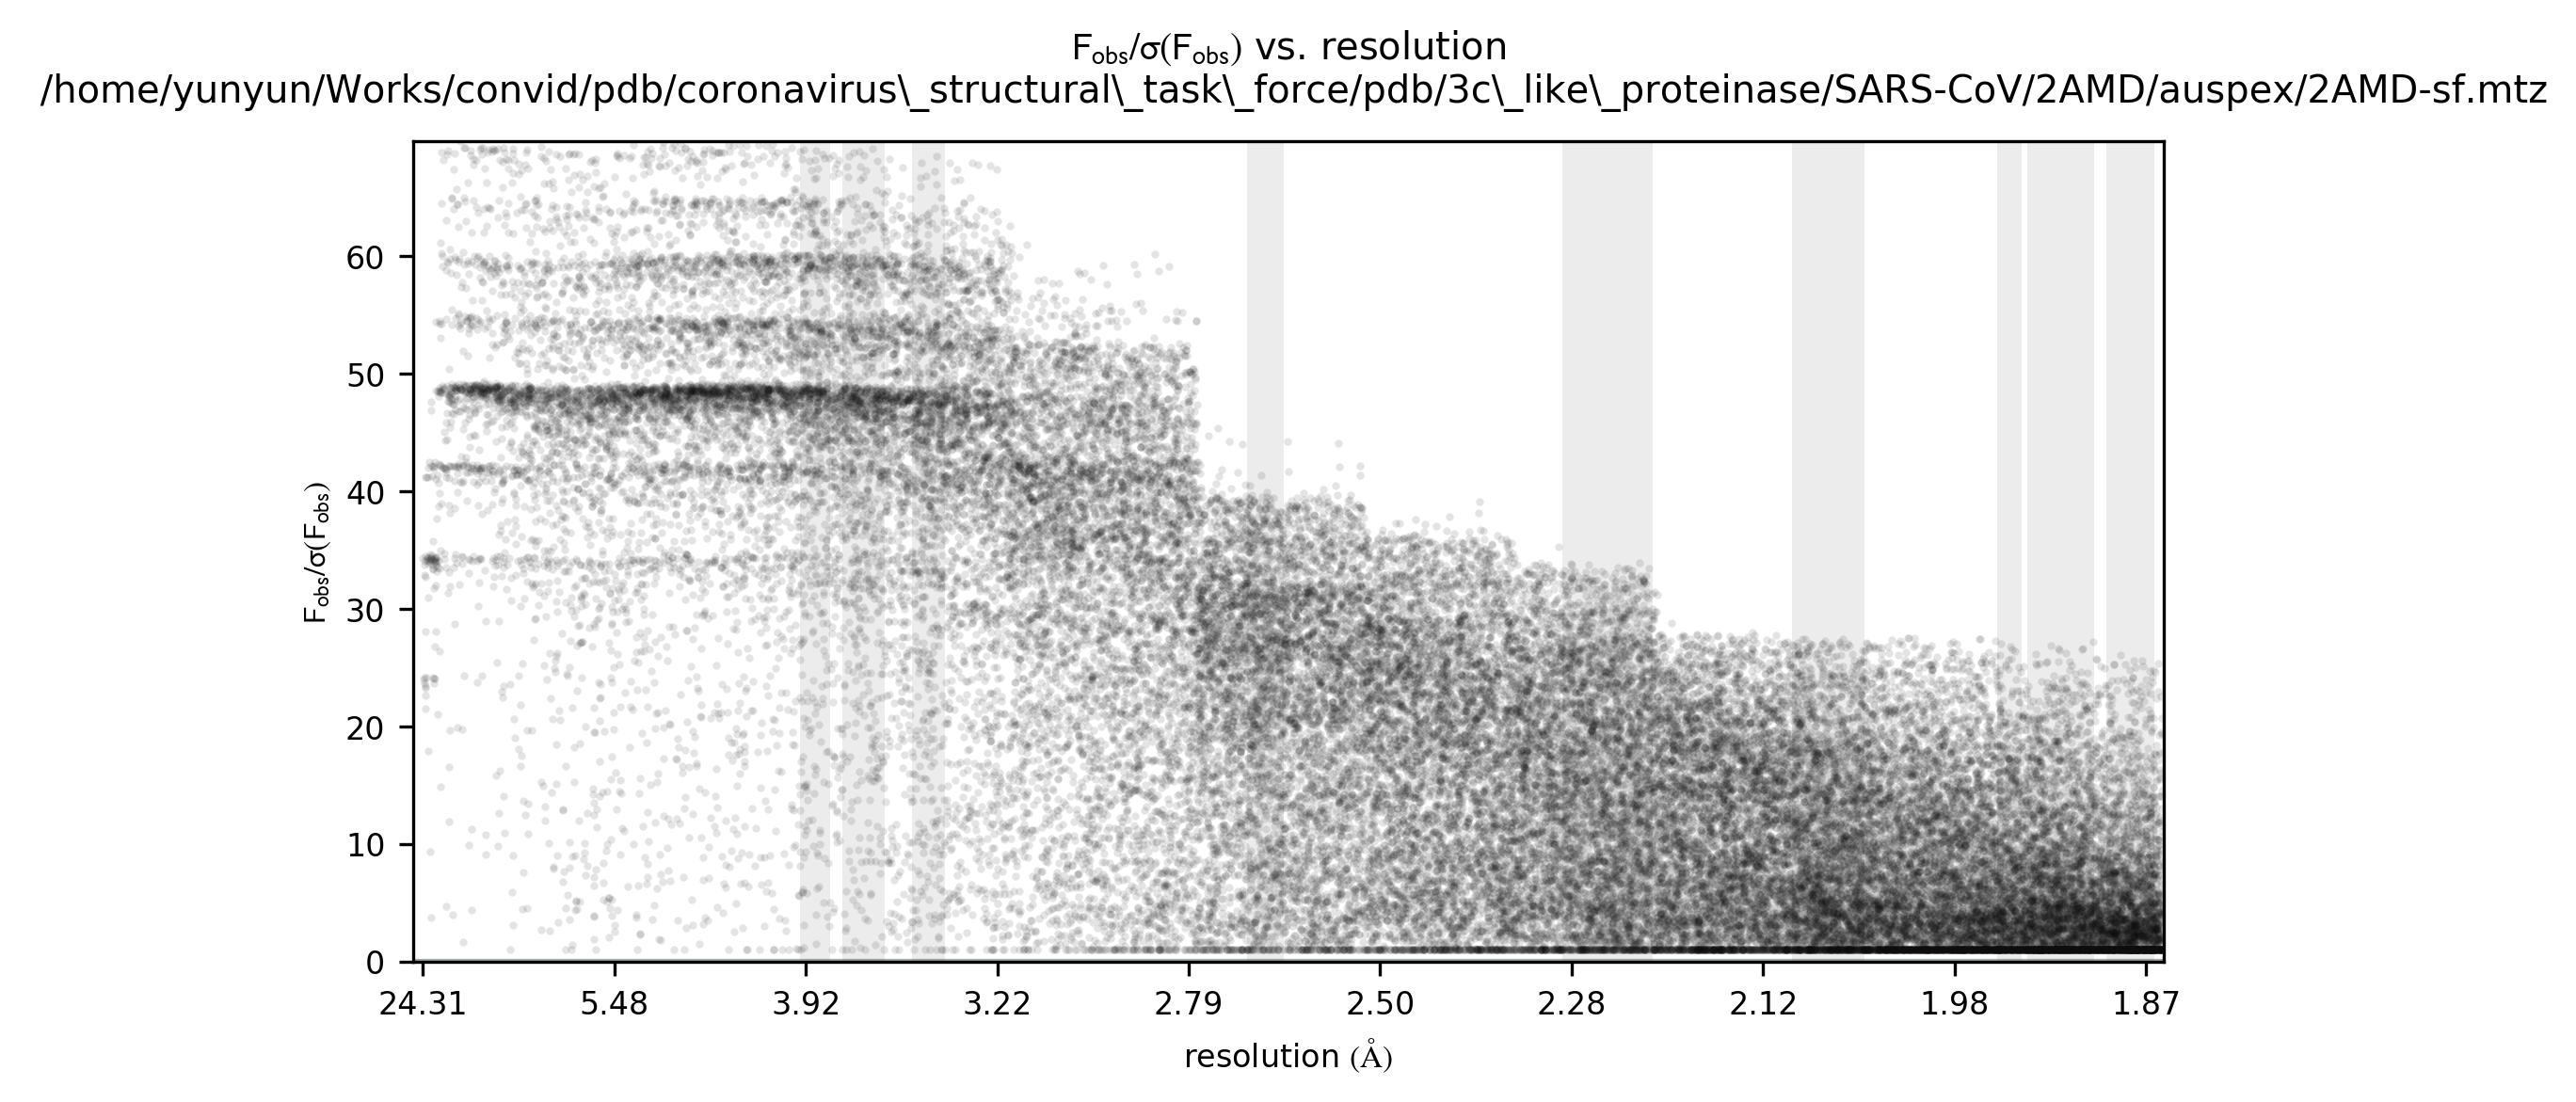 Fobs/σ(Fobs) vs. resolution
/home/yunyun/Works/convid/pdb/coronavirus\_structural\_task\_force/pdb/3c\_like\_proteinase/SARS-CoV/2AMD/auspex/2AMD-sf.mtz
Fobs/σ(Fobs)
60
50
40
30
20
10
0
24.31 5.48 3.92 3.22 2.79 2.50 2.28 2.12 1.98 1.87
resolution (Å)